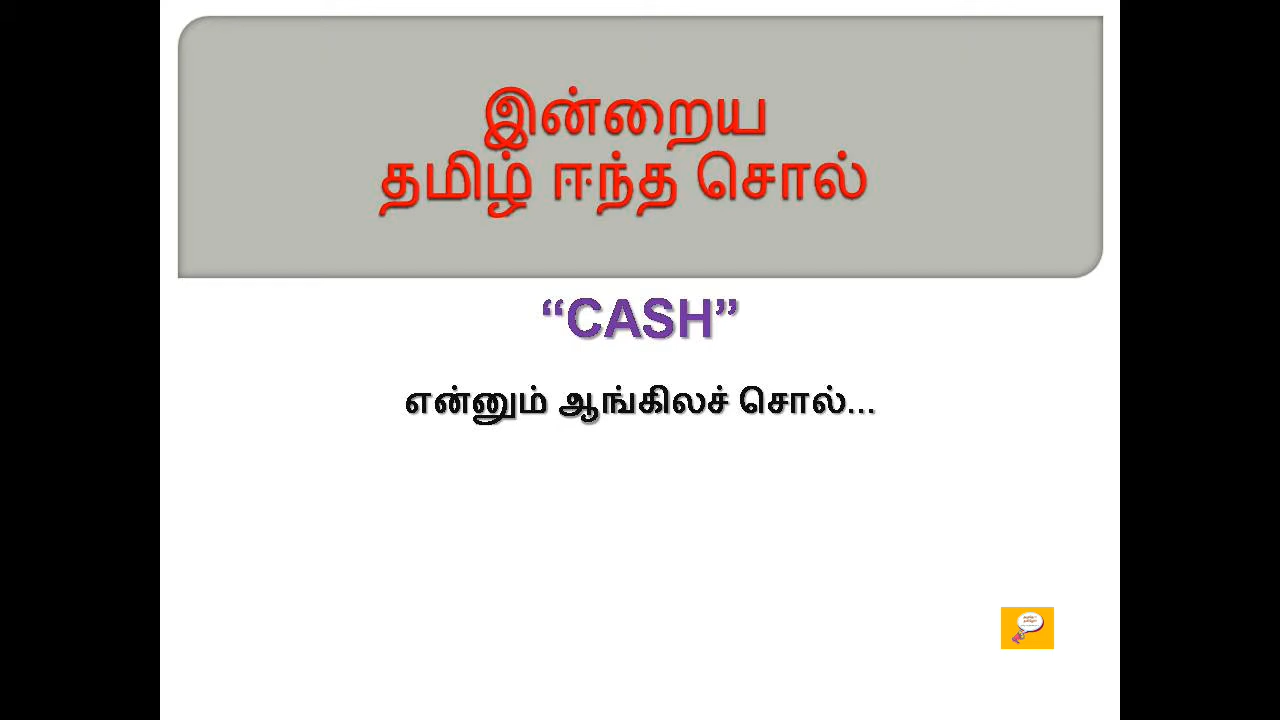 இன்றைய
தமிழ் ஈந்த சொல்
“CASH”
என்னும் ஆங்கிலச் சொல்...